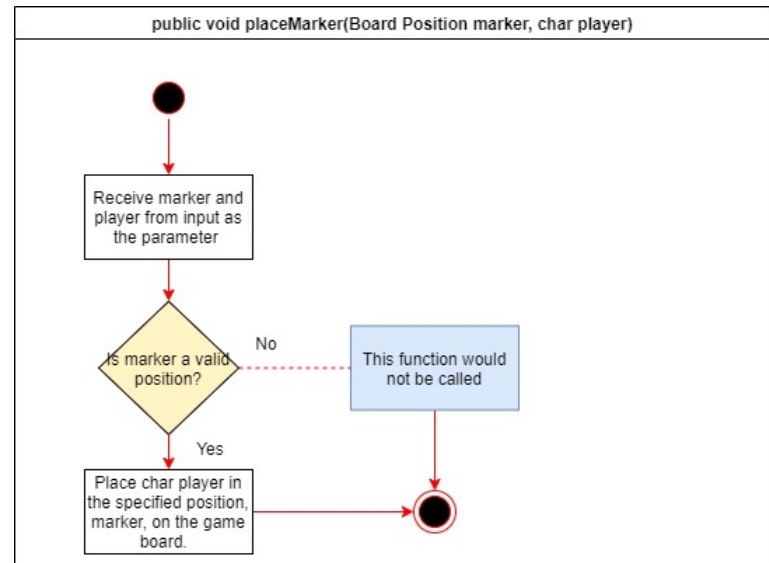 public void placeMarker(Board Position marker, char player)
Receive marker and
player from input as
the parameter
Is marker a valid
position?
No
This function would
not be called
Yes
Place char player in
the specified position,
marker, on the game
board.